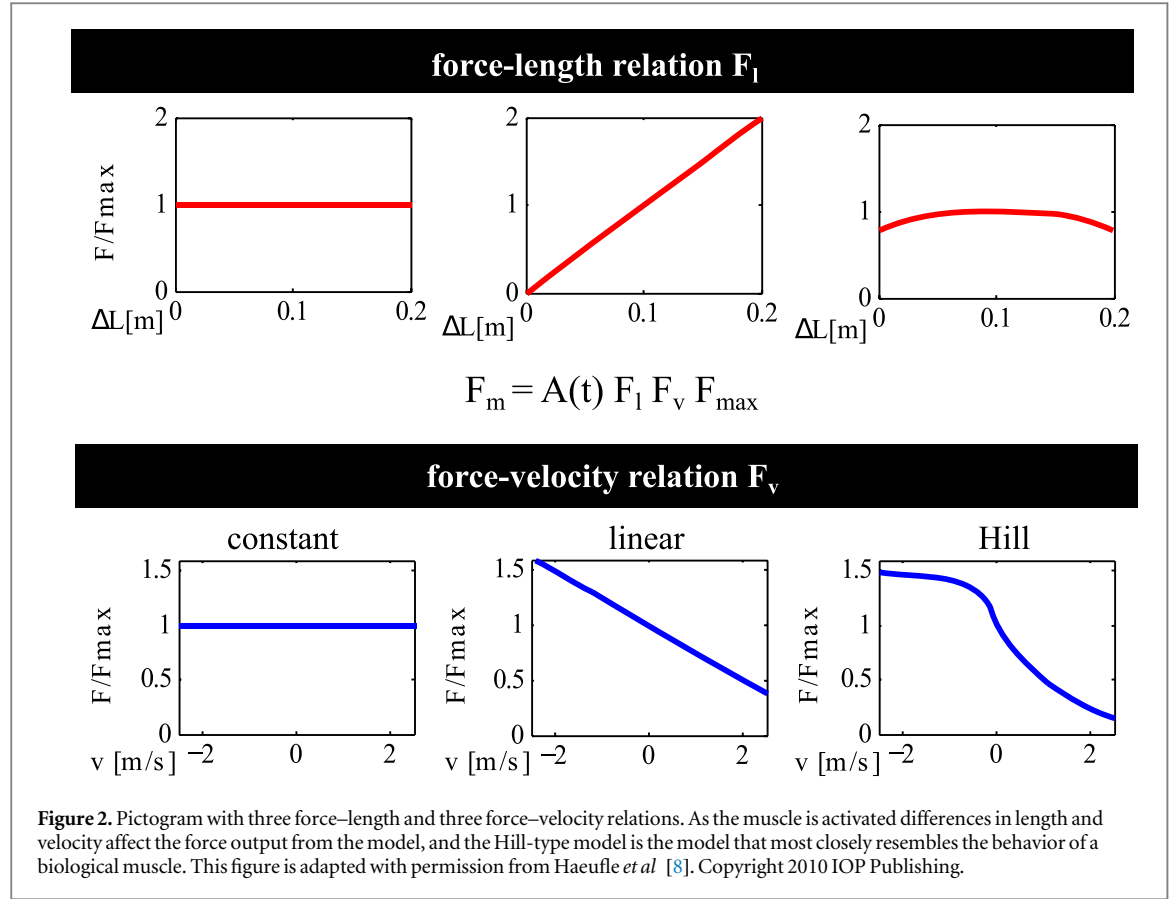 force-length relation Fl
2
1
0
F/Fmax
ΔL[m]
0
0.1
0.2
2
1
0
ΔL[m]
0
0.1
0.2
2
1
0
ΔL[m]
0
0.1
0.2
Fm = A(t) Fl Fv Fmax
force-velocity relation Fv
constant
1.5
1
0.5
0
F/Fmax
v [m/s]
−2
0
2
linear
1.5
1
0.5
0
F/Fmax
v [m/s]
−2
0
2
Hill
1.5
1
0.5
0
F/Fmax
v [m/s]
−2
0
2
Figure 2. Pictogram with three force–length and three force–velocity relations. As the muscle is activated differences in length and
velocity affect the force output from the model, and the Hill-type model is the model that most closely resembles the behavior of a
biological muscle. This figure is adapted with permission from Haeufle et al [8]. Copyright 2010 IOP Publishing.